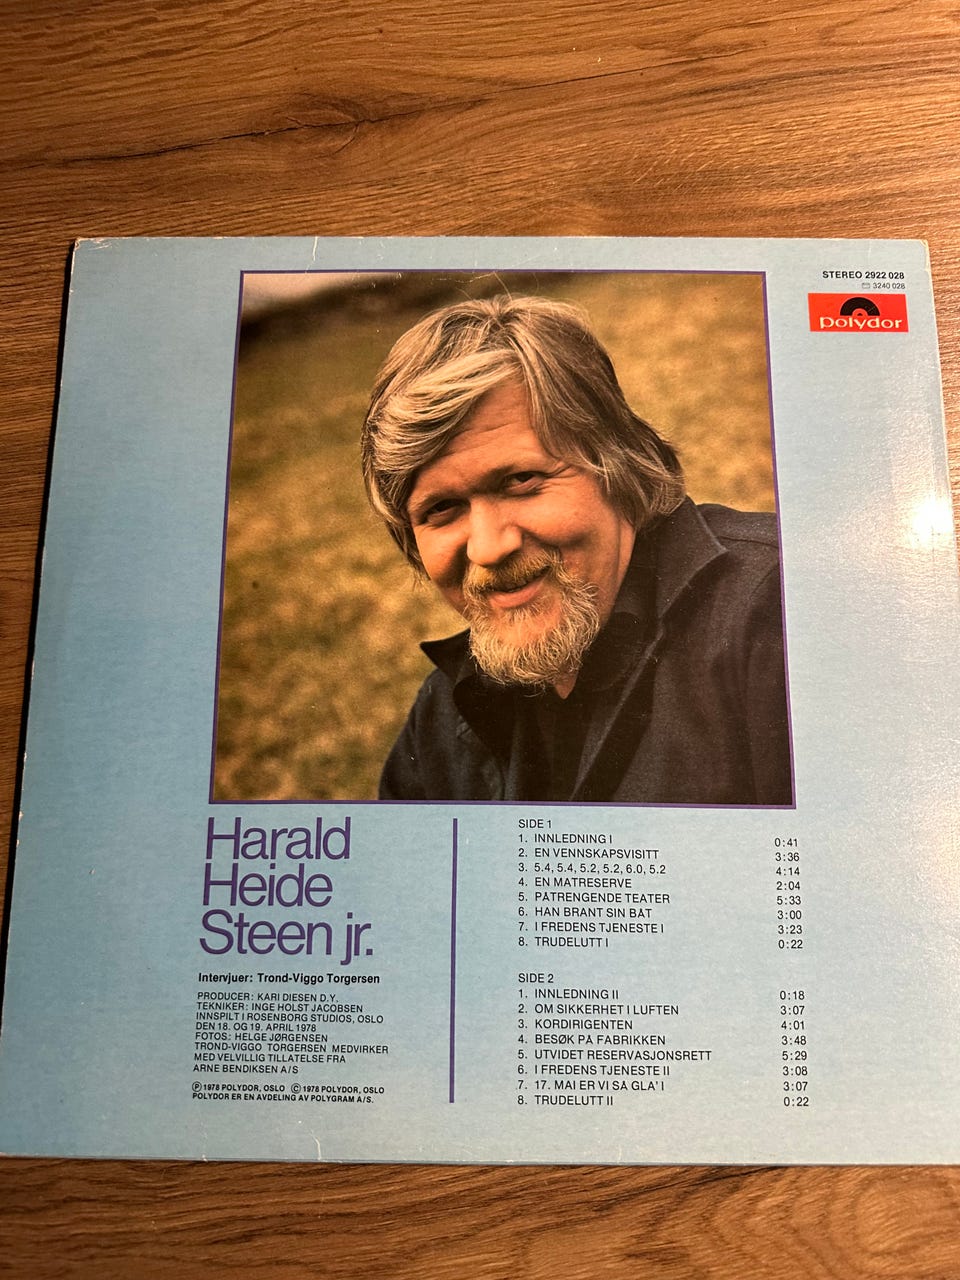 STEREO 2922 028
3240 028
polydor
Harald
Heide
Steen jr.
Intervjuer: Trond-Viggo Torgersen
PRODUCER: KARI DIESEN D.Y.
TEKNIKER: INGE HOLST JACOBSEN
INNSPILT I ROSENBORG STUDIOS, OSLO
DEN 18. OG 19. APRIL 1978
FOTOS: HELGE JØRGENSEN
TROND-VIGGO TORGERSEN MEDVIRKER
MED VELVILLIG TILLATELSE FRA
ARNE BENDIKSEN A/S
Ⓟ 1978 POLYDOR, OSLO Ⓒ 1978 POLYDOR, OSLO
POLYDOR ER EN AVDELING AV POLYGRAM A/S.
SIDE 1
1. INNLEDNING I 0:41
2. EN VENNSKAPSVISITT 3:36
3. 5.4, 5.4, 5.2, 5.2, 6.0, 5.2 4:14
4. EN MATRESERVE 2:04
5. PÅTRENGENDE TEATER 5:33
6. HAN BRANT SIN BÅT 3:00
7. I FREDENS TJENESTE I 3:23
8. TRUDELUTT I 0:22
SIDE 2
1. INNLEDNING II 0:18
2. OM SIKKERHET I LUFTEN 3:07
3. KORDIRIGENTEN 4:01
4. BESØK PÅ FABRIKKEN 3:48
5. UTVIDET RESERVASJONSRETT 5:29
6. I FREDENS TJENESTE II 3:08
7. 17. MAI ER VI SÅ GLA' I 3:07
8. TRUDELUTT II 0:22